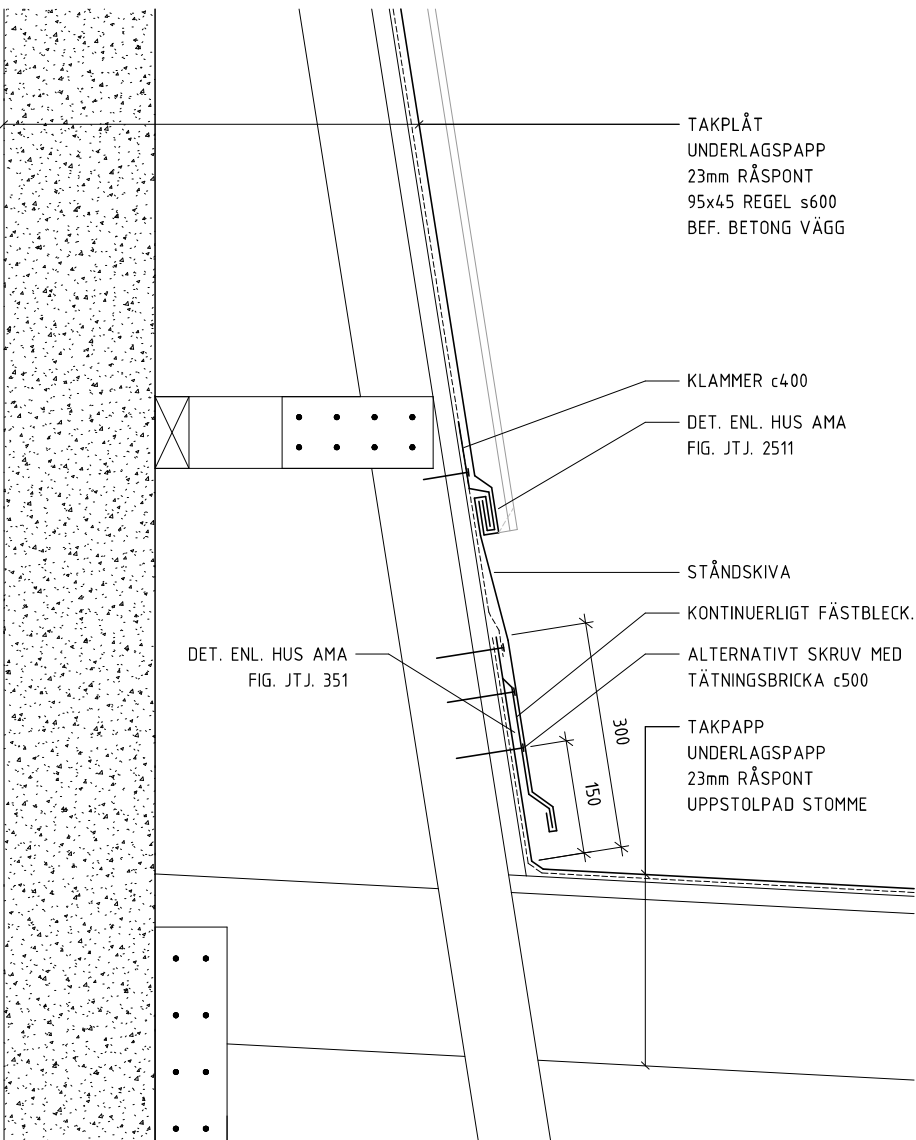 TAKPLÅT
UNDERLAGSPAPP
23mm RÅSPONT
95x45 REGEL s600
BEF. BETONG VÄGG
KLAMMER c400
DET. ENL. HUS AMA
FIG. JTJ. 2511
STÅNDSKIVA
KONTINUERLIGT FÄSTBLECK.
DET. ENL. HUS AMA
FIG. JTJ. 351
ALTERNATIVT SKRUV MED
TÄTNINGSBRICKA c500
300
150
TAKPAPP
UNDERLAGSPAPP
23mm RÅSPONT
UPPSTOLPAD STOMME